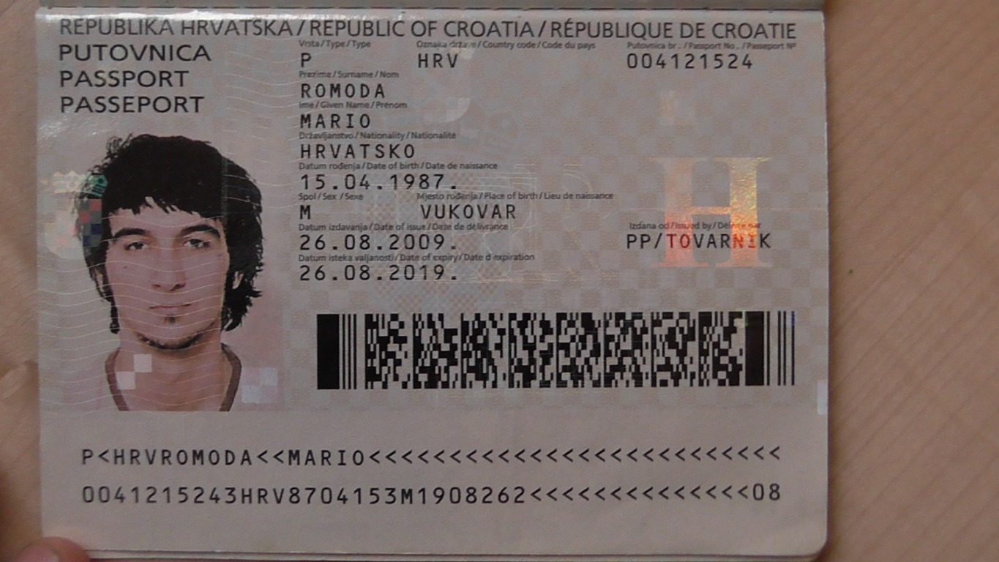 REPUBLIKA HRVATSKA / REPUBLIC OF CROATIA / RÉPUBLIQUE DE CROATIE
PUTOVNICA
PASSPORT
PASSEPORT
Vrsta / Type / Type Oznaka države / Country code / Code du pays Putovnica br. / Passport No. / Passeport Nº
P HRV 004121524
Prezime / Surname / Nom
ROMODA
Ime / Given Name / Prénom
MARIO
Državljanstvo / Nationality / Nationalité
HRVATSKO
Datum rođenja / Date of birth / Date de naissance
15.04.1987.
Spol / Sex / Sexe Mjesto rođenja / Place of birth / Lieu de naissance
M VUKOVAR
Datum izdavanja / Date of issue / Date de délivrance Izdana od / Issued by / par
26.08.2009. PP/TOVARNIK
Datum isteka valjanosti / Date of expiry / Date d'expiration
26.08.2019.
H
P<HRVROMODA<<MARIO<<<<<<<<<<<<<<<<<<<<<<<<<<
0041215243HRV8704153M1908262<<<<<<<<<<<<<<08